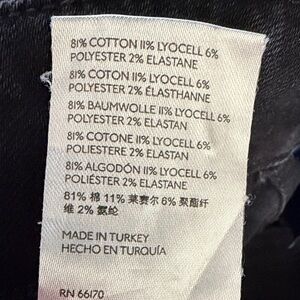 81% COTTON 11% LYOCELL 6%
POLYESTER 2% ELASTANE
81% COTON 11% LYOCELL 6%
POLYESTER 2% ÉLASTHANNE
81% BAUMWOLLE 11% LYOCELL 6%
POLYESTER 2% ELASTAN
81% COTONE 11% LYOCELL 6%
POLIESTERE 2% ELASTAN
81% ALGODÓN 11% LYOCELL 6%
POLIÉSTER 2% ELASTANE
81% 棉 11% 莱赛尔 6% 聚酯纤
维 2% 氨纶
MADE IN TURKEY
HECHO EN TURQUÍA
RN 66170